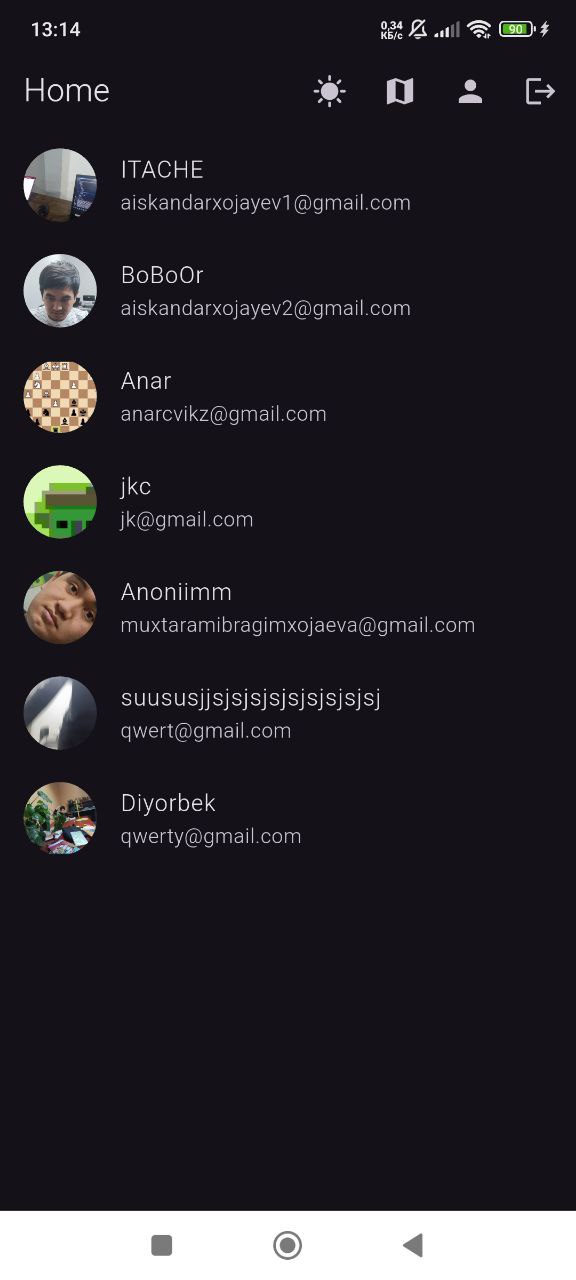 13:14
0,34
КБ/с
90
Home
ITACHE
aiskandarxojayev1@gmail.com
BoBoOr
aiskandarxojayev2@gmail.com
Anar
anarcvikz@gmail.com
jkc
jk@gmail.com
Anoniimm
muxtaramibragimxojaeva@gmail.com
suususjjsjsjsjsjsjsjsjsjsj
qwert@gmail.com
Diyorbek
qwerty@gmail.com